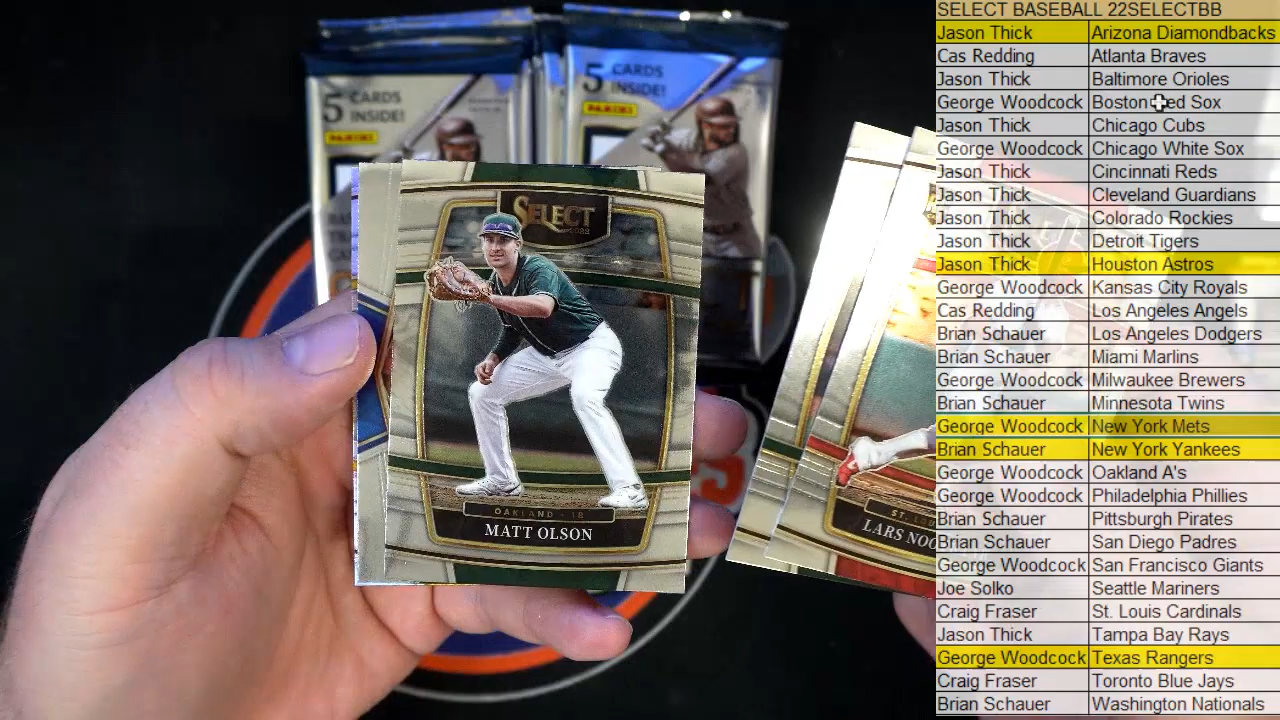 5 CARDS
INSIDE!
PANINI
5 CARDS
INSIDE!
PANINI
SELECT
OAKLAND - 1B
MATT OLSON
ST. LOU
LARS NOO
SELECT BASEBALL 22SELECTBB
Jason Thick Arizona Diamondbacks
Cas Redding Atlanta Braves
Jason Thick Baltimore Orioles
George Woodcock Boston Red Sox
Jason Thick Chicago Cubs
George Woodcock Chicago White Sox
Jason Thick Cincinnati Reds
Jason Thick Cleveland Guardians
Jason Thick Colorado Rockies
Jason Thick Detroit Tigers
Jason Thick Houston Astros
George Woodcock Kansas City Royals
Cas Redding Los Angeles Angels
Brian Schauer Los Angeles Dodgers
Brian Schauer Miami Marlins
George Woodcock Milwaukee Brewers
Brian Schauer Minnesota Twins
George Woodcock New York Mets
Brian Schauer New York Yankees
George Woodcock Oakland A's
George Woodcock Philadelphia Phillies
Brian Schauer Pittsburgh Pirates
Brian Schauer San Diego Padres
George Woodcock San Francisco Giants
Joe Solko Seattle Mariners
Craig Fraser St. Louis Cardinals
Jason Thick Tampa Bay Rays
George Woodcock Texas Rangers
Craig Fraser Toronto Blue Jays
Brian Schauer Washington Nationals